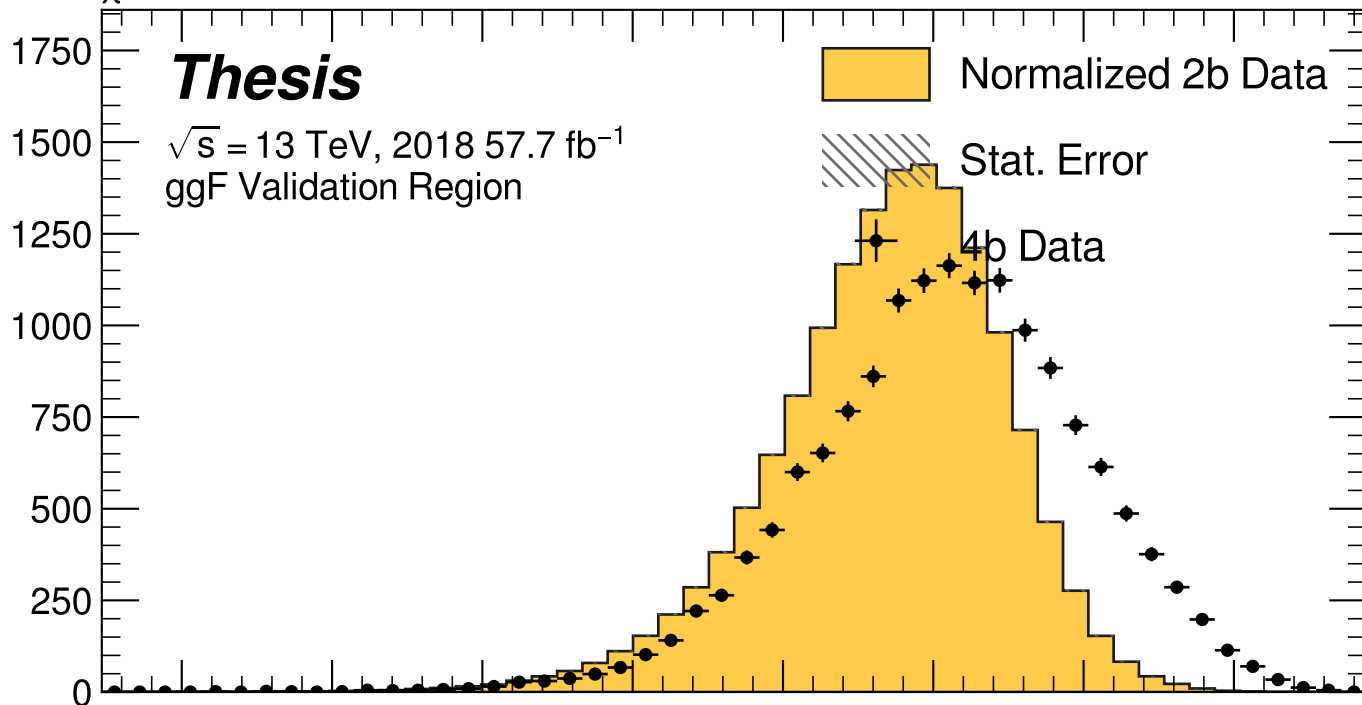 Thesis
√s = 13 TeV, 2018 57.7 fb⁻¹
ggF Validation Region
Normalized 2b Data
Stat. Error
4b Data
1750
1500
1250
1000
750
500
250
0